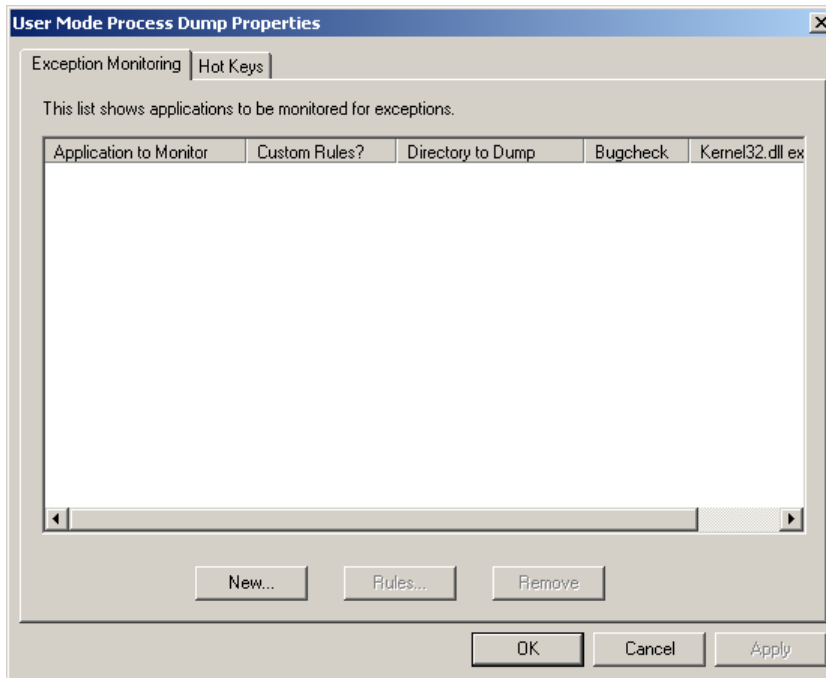 User Mode Process Dump Properties
Exception Monitoring Hot Keys
This list shows applications to be monitored for exceptions.
Application to Monitor Custom Rules? Directory to Dump Bugcheck Kernel32.dll ex
New... Rules... Remove
OK Cancel Apply